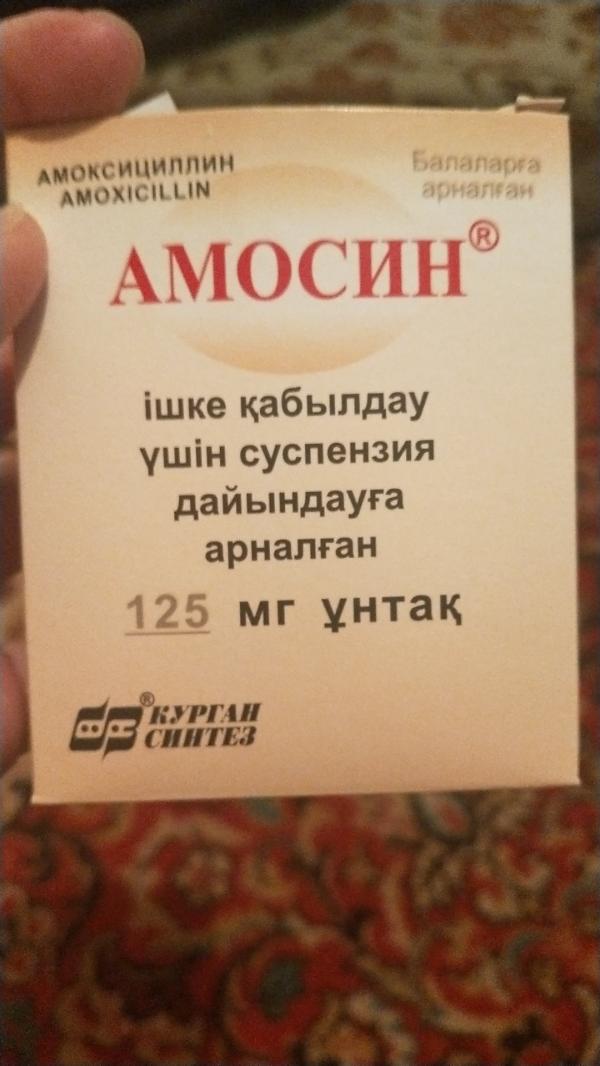 АМОКСИЦИЛЛИН
AMOXICILLIN
Балаларға
арналған
АМОСИН®
ішке қабылдау
үшін суспензия
дайындауға
арналған
125 мг ұнтақ
®КУРГАН
СИНТЕЗ